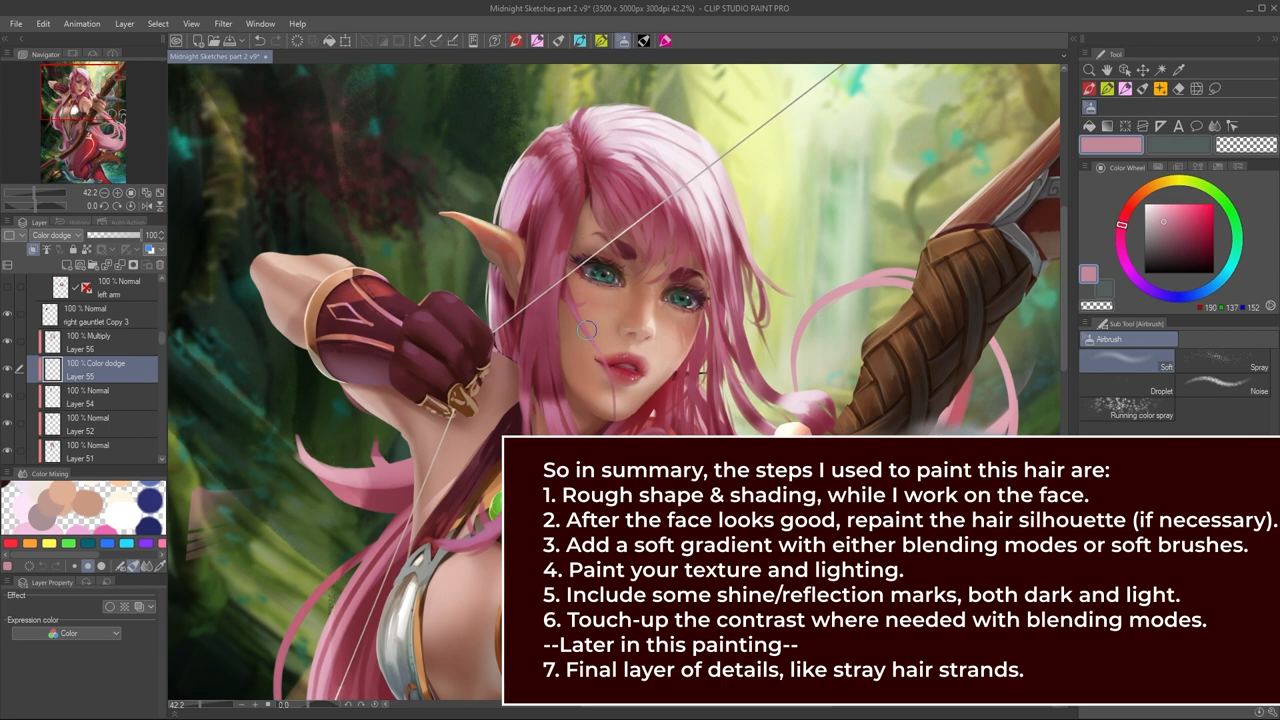 Midnight Sketches part 2 v9* (3500 x 5000px 300dpi 42.2%) - CLIP STUDIO PAINT PRO
File Edit Animation Layer Select View Filter Window Help
Navigator
Midnight Sketches part 2 v9*
Tool
42.2
0.0
Layer
Color dodge
100
100 % Normal
left arm
100 % Normal
right gauntlet Copy 3
100 % Multiply
Layer 56
100 % Color dodge
Layer 55
100 % Normal
Layer 54
100 % Normal
Layer 52
100 % Normal
Layer 51
Color Mixing
Layer Property
Effect
Expression color
Color
Color Wheel
190 137 152
Sub Tool [Airbrush]
Airbrush
Soft
Spray
Droplet
Noise
Running color spray
So in summary, the steps I used to paint this hair are:
1. Rough shape & shading, while I work on the face.
2. After the face looks good, repaint the hair silhouette (if necessary).
3. Add a soft gradient with either blending modes or soft brushes.
4. Paint your texture and lighting.
5. Include some shine/reflection marks, both dark and light.
6. Touch-up the contrast where needed with blending modes.
--Later in this painting--
7. Final layer of details, like stray hair strands.
42.2
0.0